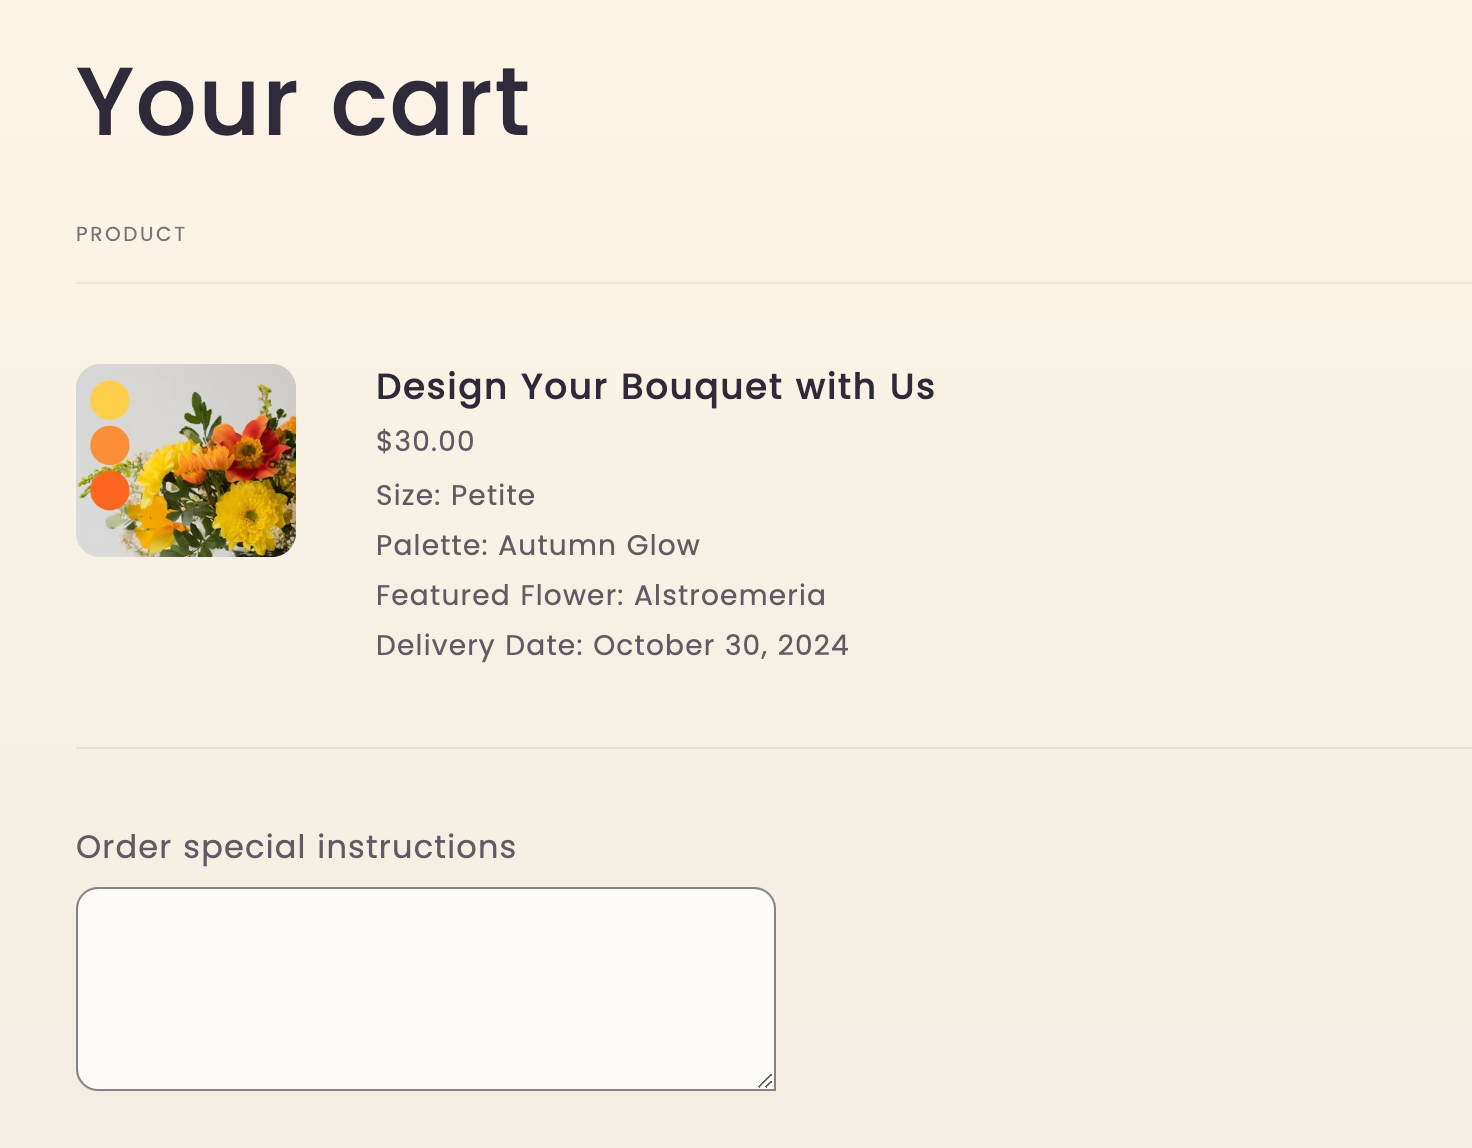 Your cart
PRODUCT
Design Your Bouquet with Us
$30.00
Size: Petite
Palette: Autumn Glow
Featured Flower: Alstroemeria
Delivery Date: October 30, 2024
Order special instructions